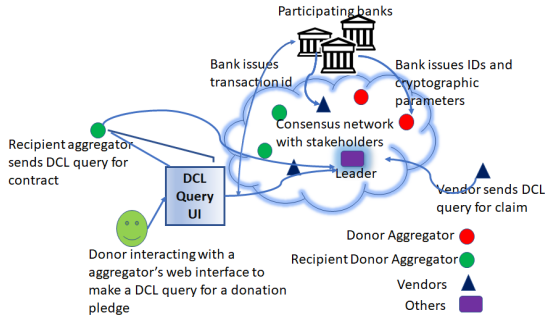 Participating banks
Bank issues
transaction id
Bank issues IDs and
cryptographic
parameters
Consensus network
with stakeholders
Leader
Recipient aggregator
sends DCL query for
contract
DCL
Query
UI
Vendor sends DCL
query for claim
Donor interacting with a
aggregator's web interface to
make a DCL query for a donation
pledge
Donor Aggregator
Recipient Donor Aggregator
Vendors
Others